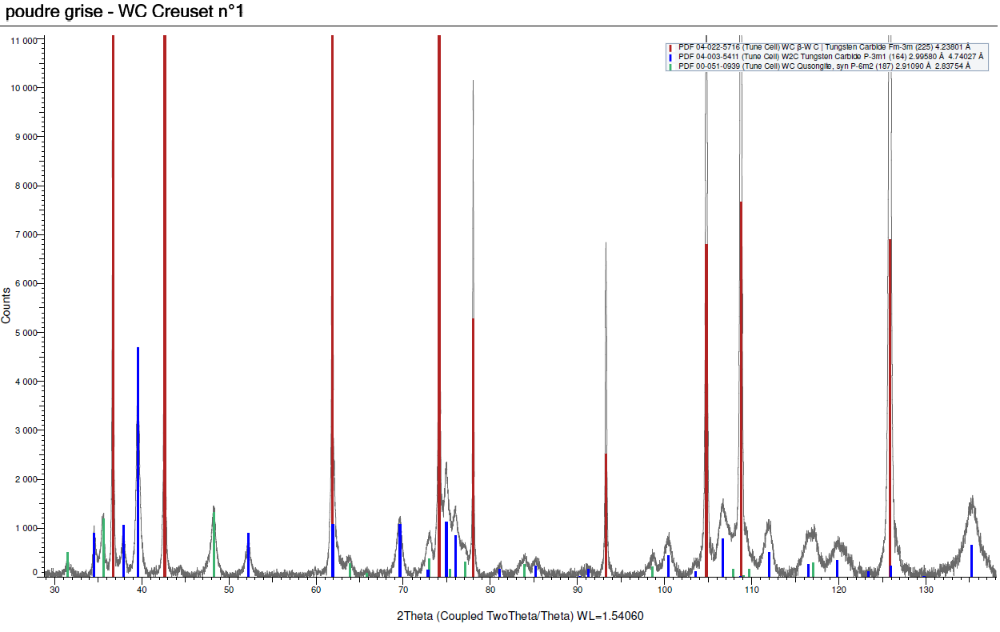 poudre grise - WC Creuset n°1
PDF 04-022-5716 (Tune Cell) WC β-W C | Tungsten Carbide Fm-3m (225) 4.23801 Å
PDF 04-003-5411 (Tune Cell) W2C Tungsten Carbide P-3m1 (164) 2.99580 Å 4.74027 Å
PDF 00-051-0939 (Tune Cell) WC Qusongite, syn P-6m2 (187) 2.91090 Å 2.83754 Å
11 000
10 000
9 000
8 000
7 000
6 000
5 000
4 000
3 000
2 000
1 000
0
Counts
30 40 50 60 70 80 90 100 110 120 130
2Theta (Coupled TwoTheta/Theta) WL=1.54060